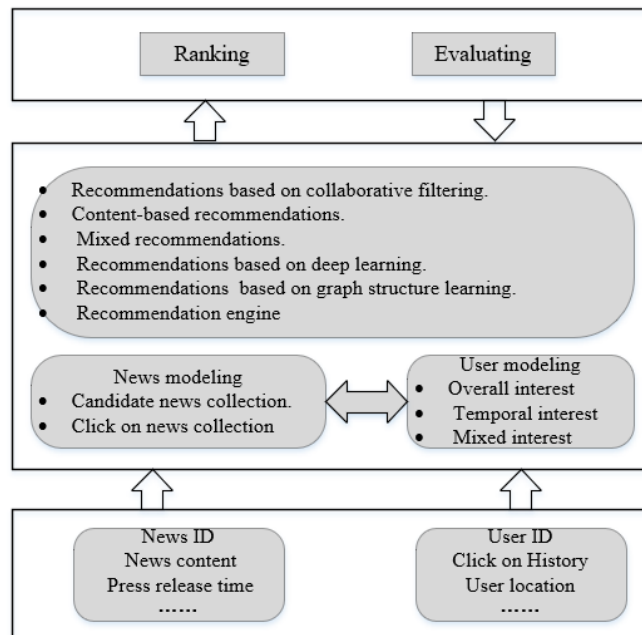 Ranking
Evaluating
• Recommendations based on collaborative filtering.
• Content-based recommendations.
• Mixed recommendations.
• Recommendations based on deep learning.
• Recommendations based on graph structure learning.
• Recommendation engine
News modeling
• Candidate news collection.
• Click on news collection
User modeling
• Overall interest
• Temporal interest
• Mixed interest
News ID
News content
Press release time
……
User ID
Click on History
User location
……